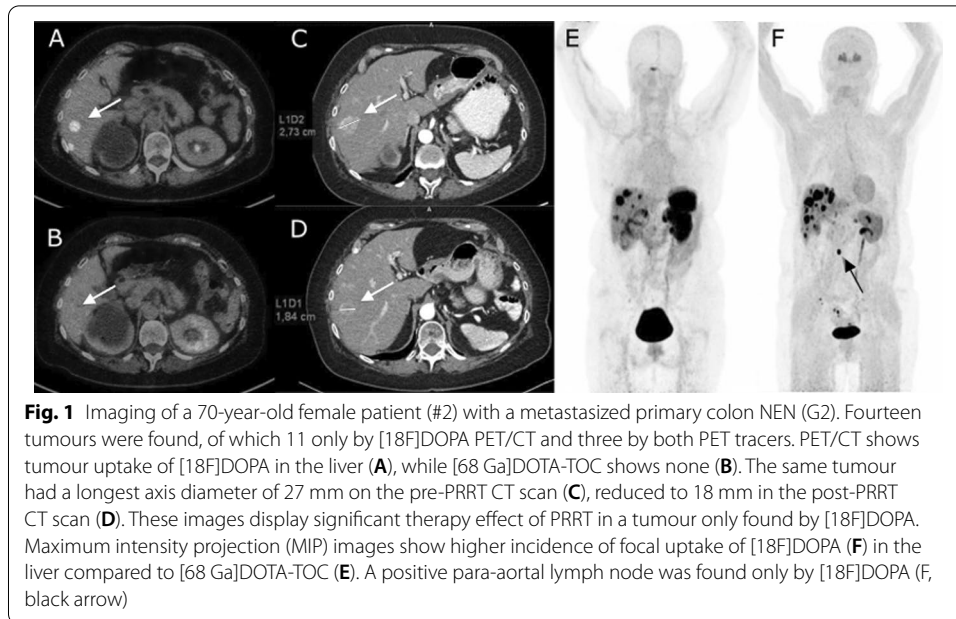 A
C
E
F
L1D2
2,73 cm
B
D
L1D1
1,84 cm
Fig. 1 Imaging of a 70-year-old female patient (#2) with a metastasized primary colon NEN (G2). Fourteen
tumours were found, of which 11 only by [18F]DOPA PET/CT and three by both PET tracers. PET/CT shows
tumour uptake of [18F]DOPA in the liver (A), while [68 Ga]DOTA-TOC shows none (B). The same tumour
had a longest axis diameter of 27 mm on the pre-PRRT CT scan (C), reduced to 18 mm in the post-PRRT
CT scan (D). These images display significant therapy effect of PRRT in a tumour only found by [18F]DOPA.
Maximum intensity projection (MIP) images show higher incidence of focal uptake of [18F]DOPA (F) in the
liver compared to [68 Ga]DOTA-TOC (E). A positive para-aortal lymph node was found only by [18F]DOPA (F,
black arrow)